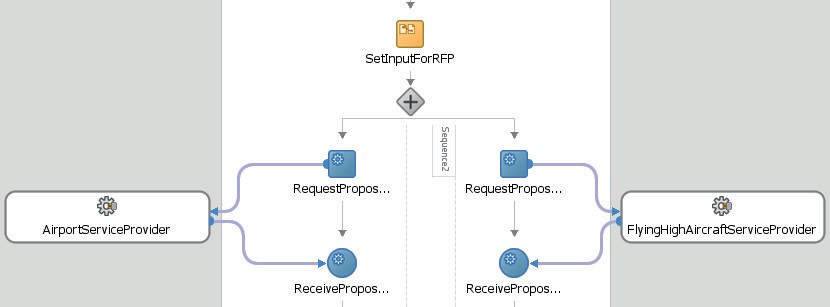 SetInputForRFP
Sequence2
RequestPropos...
RequestPropos...
AirportServiceProvider
FlyingHighAircraftServiceProvider
ReceivePropos...
ReceivePropos...